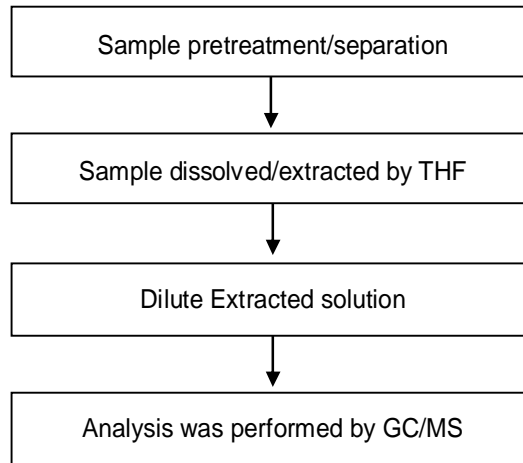 Sample pretreatment/separation
Sample dissolved/extracted by THF
Dilute Extracted solution
Analysis was performed by GC/MS